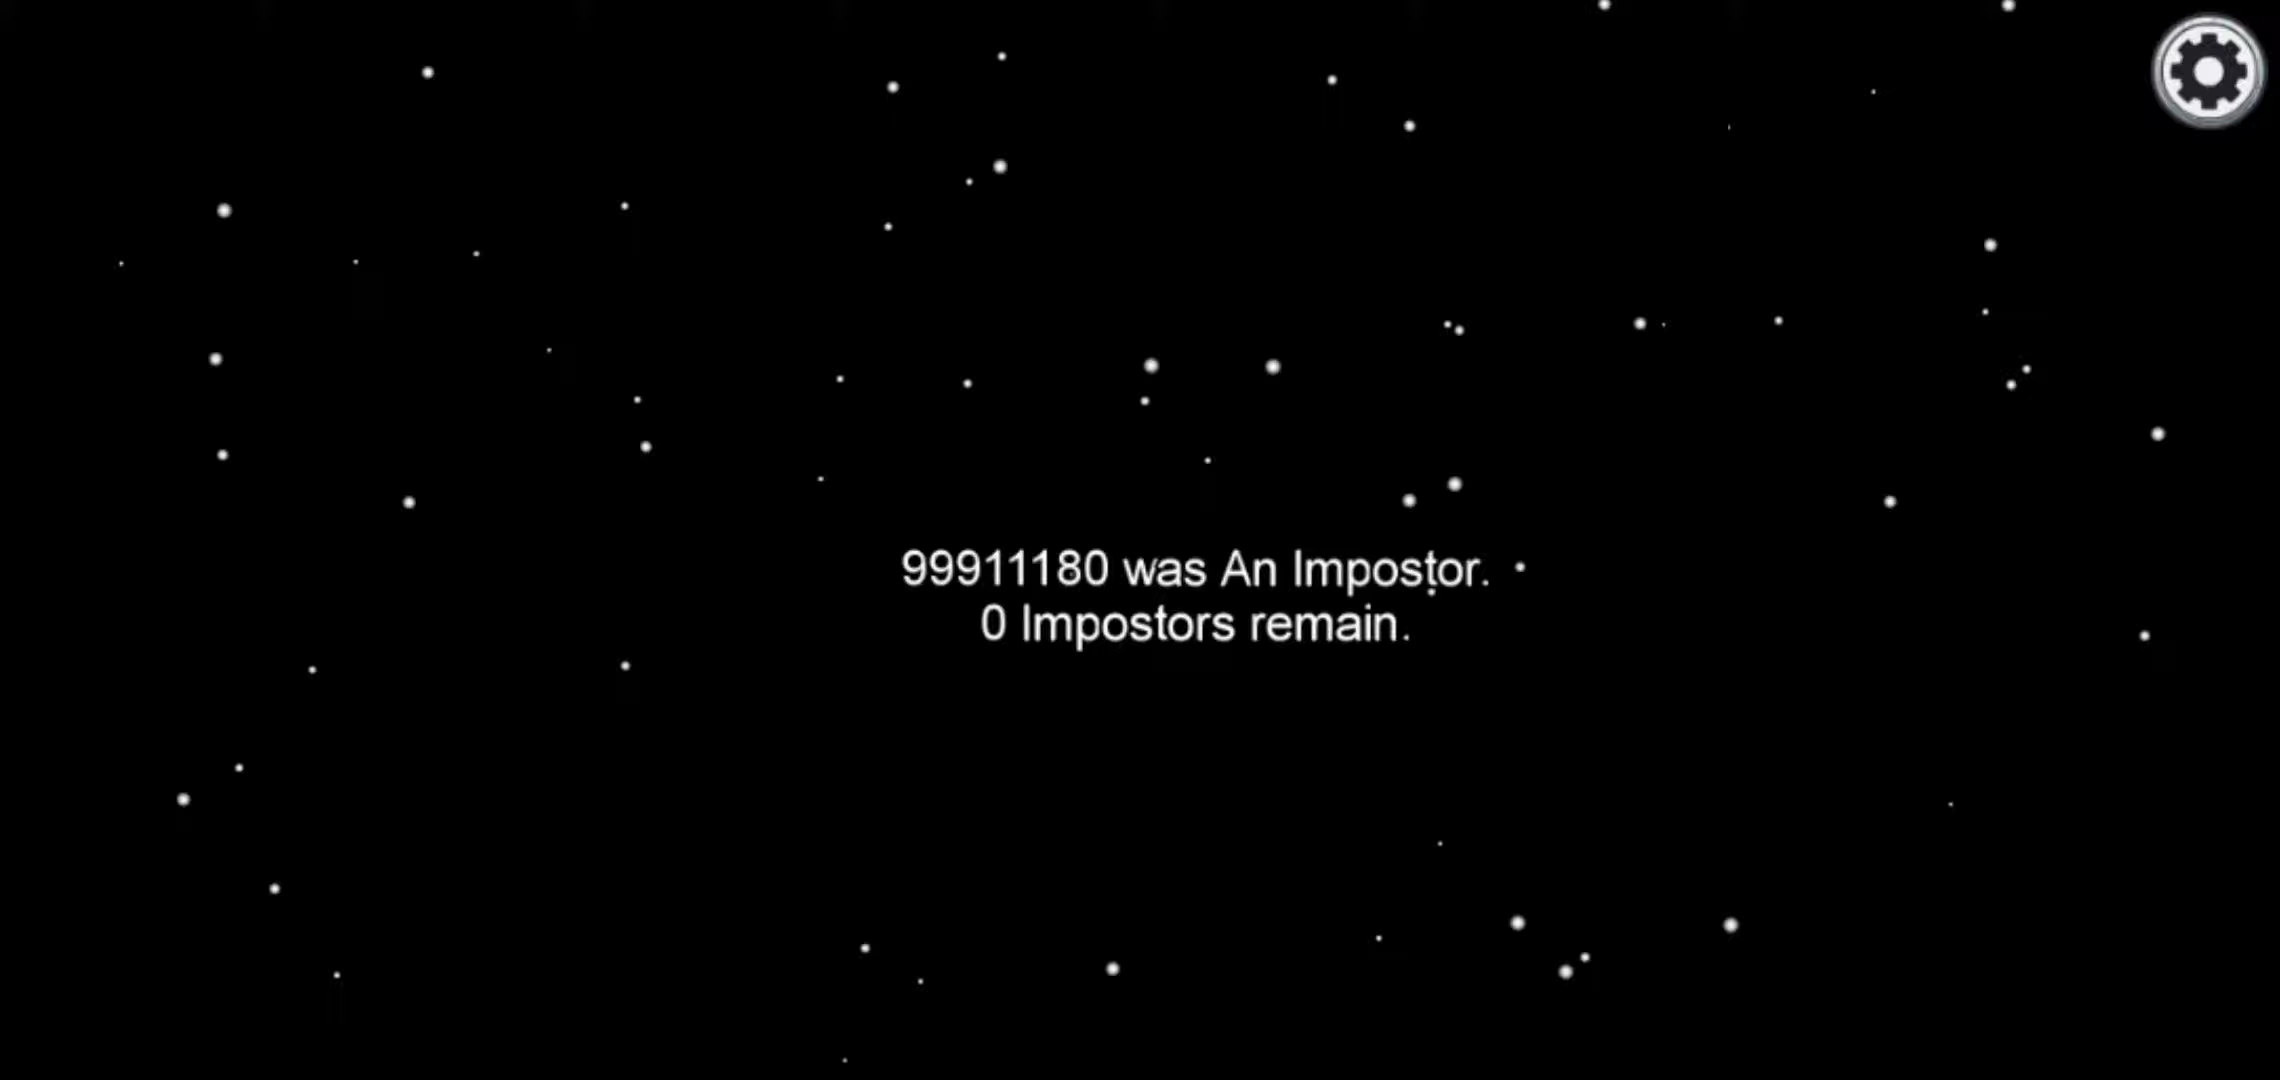 99911180 was An Impostor.
0 Impostors remain.